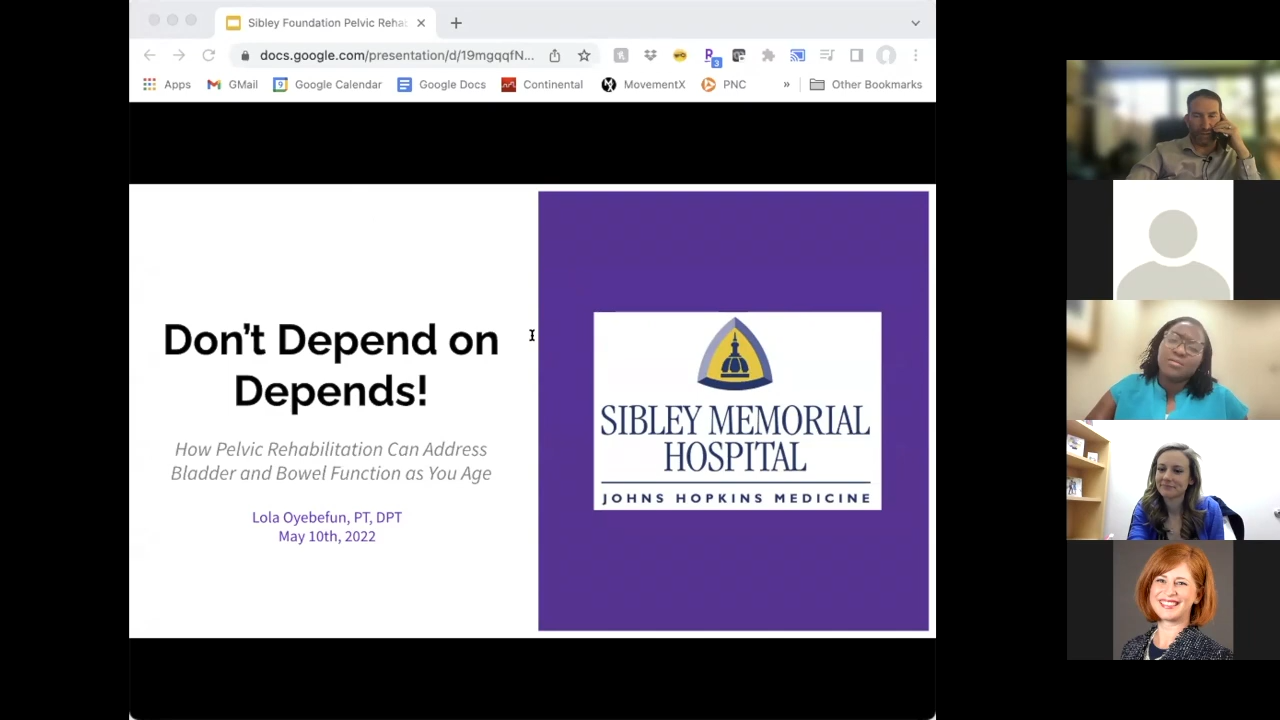 Sibley Foundation Pelvic Reha
docs.google.com/presentation/d/19mgqqfN...
3
Apps
GMail
9
Google Calendar
Google Docs
Continental
MovementX
PNC
»
Other Bookmarks
Don't Depend on
Depends!
How Pelvic Rehabilitation Can Address
Bladder and Bowel Function as You Age
Lola Oyebefun, PT, DPT
May 10th, 2022
SIBLEY MEMORIAL
HOSPITAL
JOHNS HOPKINS MEDICINE